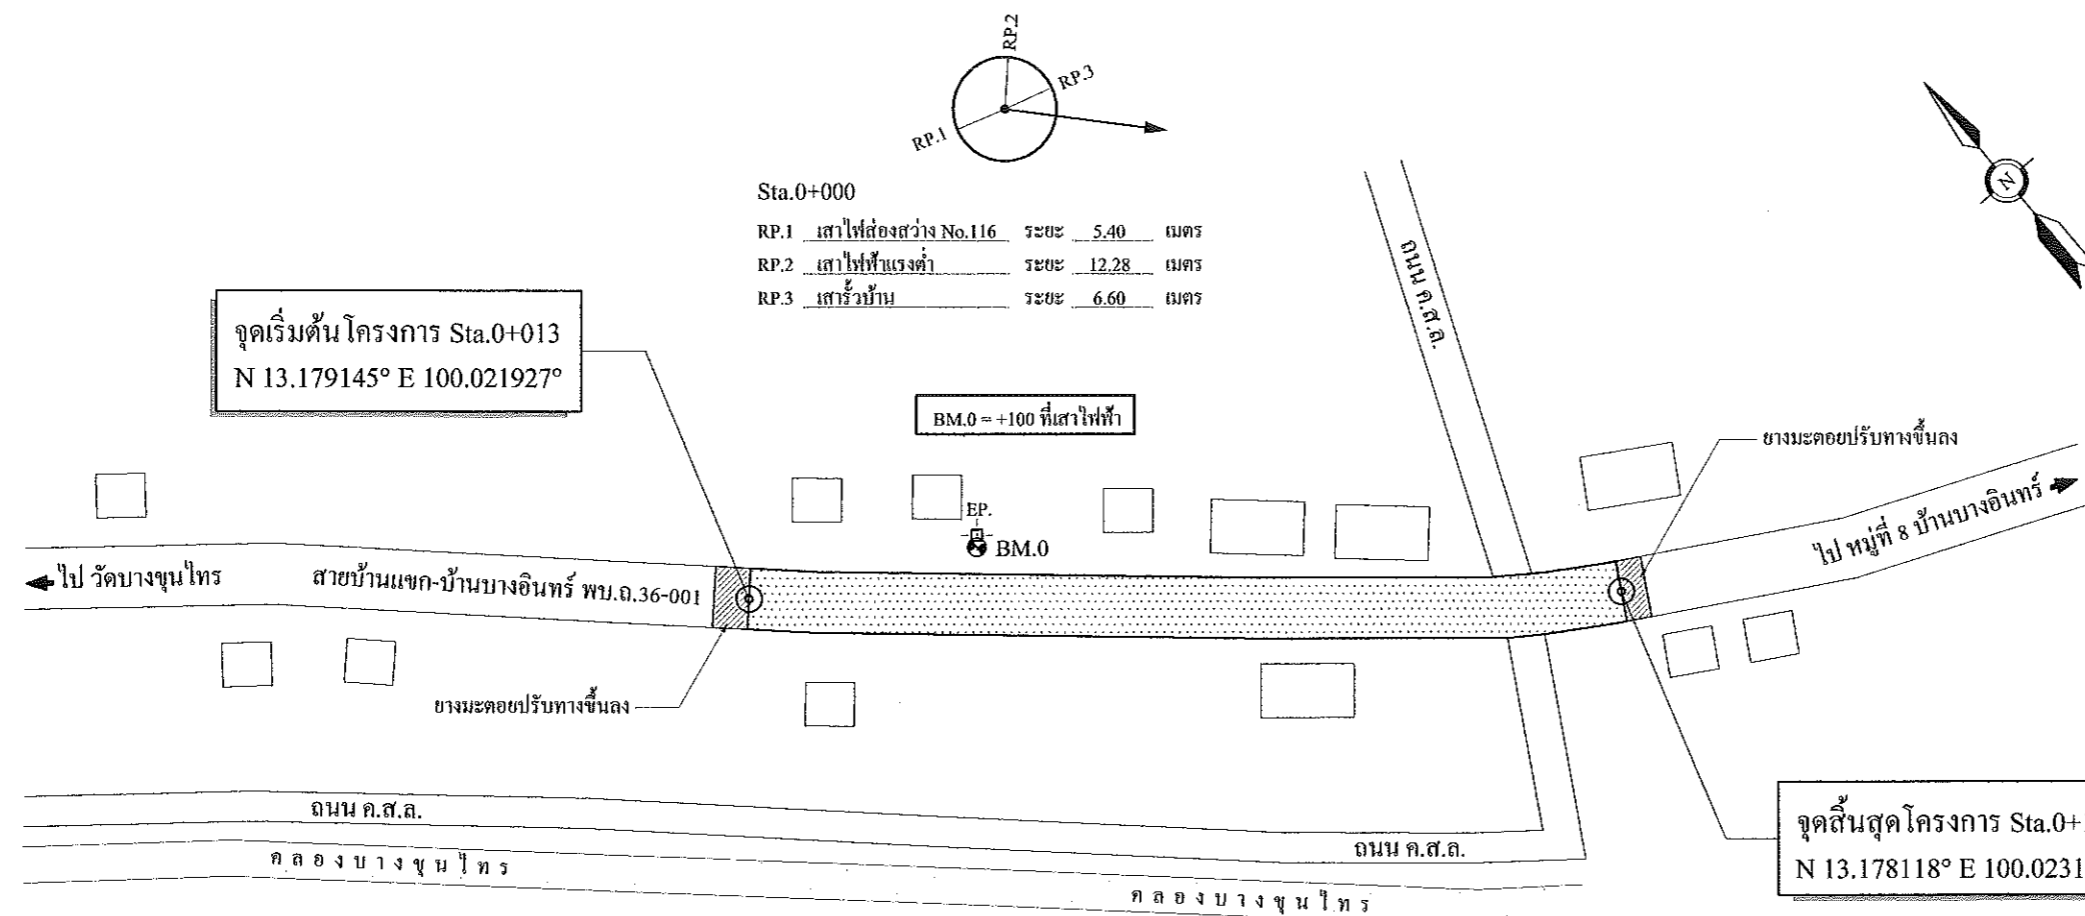 RP.2
RP.3
RP.1
Sta.0+000
RP.1 เสาไฟส่องสว่าง No.116 ระยะ 5.40 เมตร
RP.2 เสาไฟฟ้าแรงต่ำ ระยะ 12.28 เมตร
RP.3 เสารั้วบ้าน ระยะ 6.60 เมตร
N
จุดเริ่มต้นโครงการ Sta.0+013
N 13.179145° E 100.021927°
ถนน ค.ส.ล.
BM.0 = +100 ที่เสาไฟฟ้า
ยางมะตอยปรับทางขึ้นลง
EP.
BM.0
ไป หมู่ที่ 8 บ้านบางอินทร์
ไป วัดบางขุนไทร
สายบ้านแขก-บ้านบางอินทร์ พบ.ถ.36-001
ยางมะตอยปรับทางขึ้นลง
ถนน ค.ส.ล.
ถนน ค.ส.ล.
คลองบางขุนไทร
คลองบางขุนไทร
จุดสิ้นสุดโครงการ Sta.0+
N 13.178118° E 100.0231